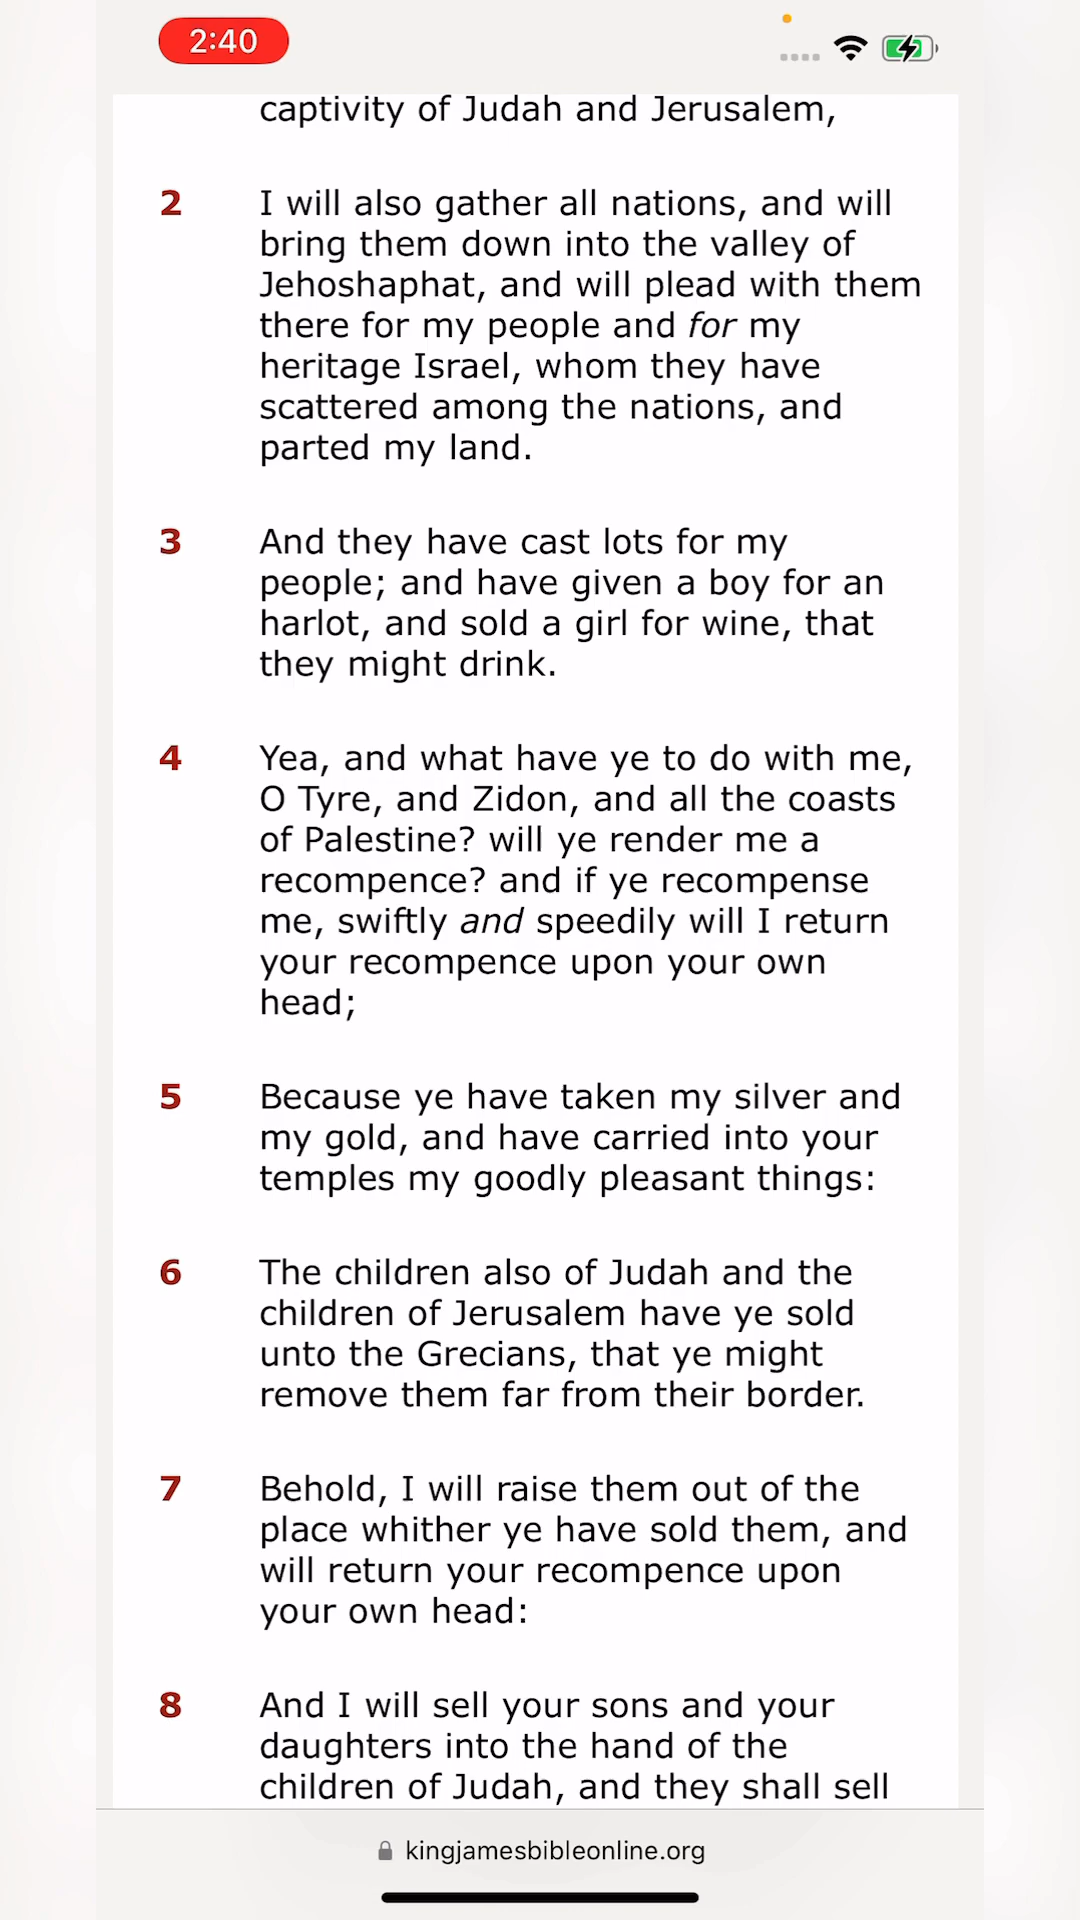 2:40
captivity of Judah and Jerusalem,
2 I will also gather all nations, and will
bring them down into the valley of
Jehoshaphat, and will plead with them
there for my people and for my
heritage Israel, whom they have
scattered among the nations, and
parted my land.
3 And they have cast lots for my
people; and have given a boy for an
harlot, and sold a girl for wine, that
they might drink.
4 Yea, and what have ye to do with me,
O Tyre, and Zidon, and all the coasts
of Palestine? will ye render me a
recompence? and if ye recompense
me, swiftly and speedily will I return
your recompence upon your own
head;
5 Because ye have taken my silver and
my gold, and have carried into your
temples my goodly pleasant things:
6 The children also of Judah and the
children of Jerusalem have ye sold
unto the Grecians, that ye might
remove them far from their border.
7 Behold, I will raise them out of the
place whither ye have sold them, and
will return your recompence upon
your own head:
8 And I will sell your sons and your
daughters into the hand of the
children of Judah, and they shall sell
kingjamesbibleonline.org